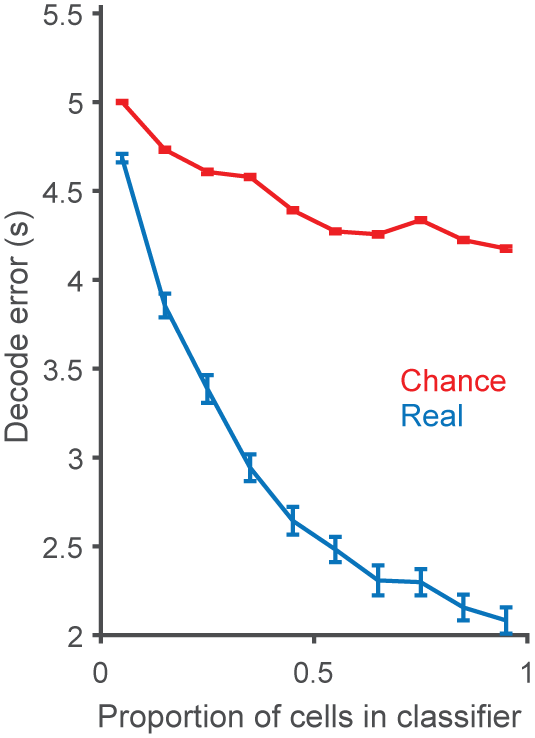 5.5
5
4.5
4
3.5
3
2.5
2
Decode error (s)
Chance
Real
0
0.5
1
Proportion of cells in classifier